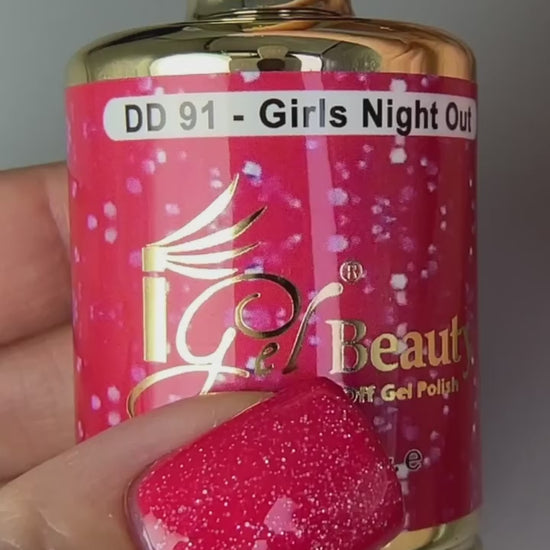 DD 91 - Girls Night Out
iGel®
Beauty
Off Gel Polish